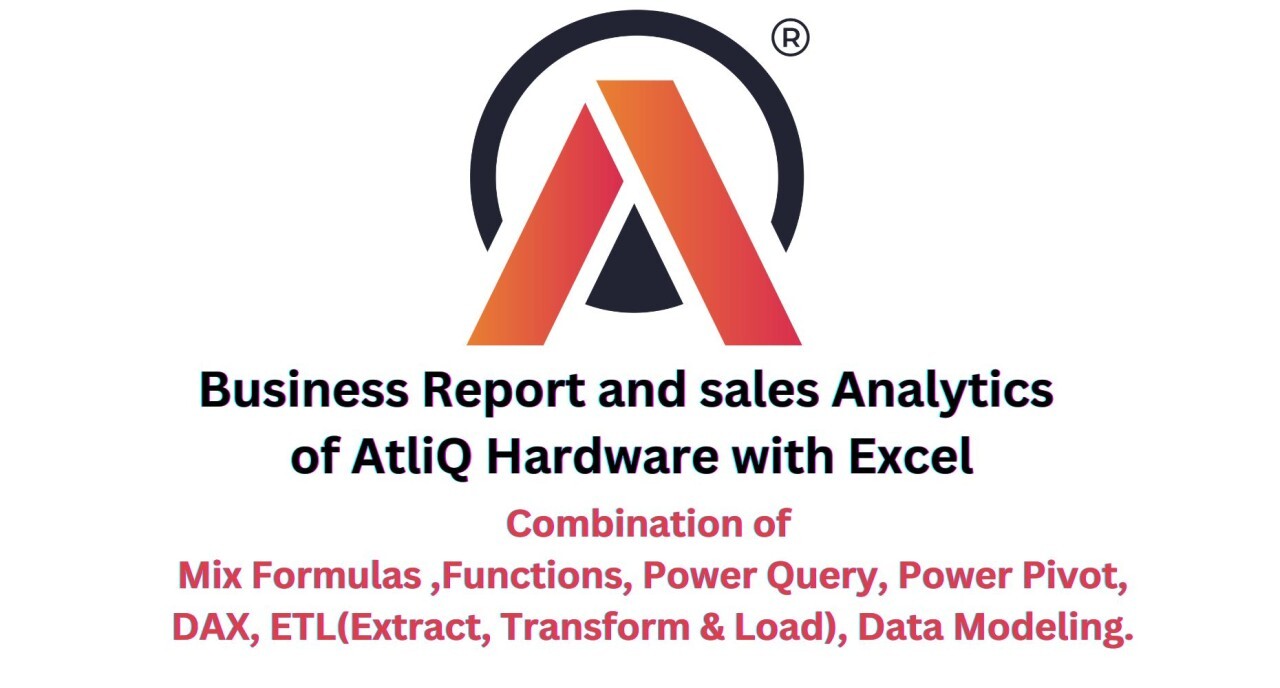 ®
Business Report and sales Analytics
of AtliQ Hardware with Excel
Combination of
Mix Formulas ,Functions, Power Query, Power Pivot,
DAX, ETL(Extract, Transform & Load), Data Modeling.